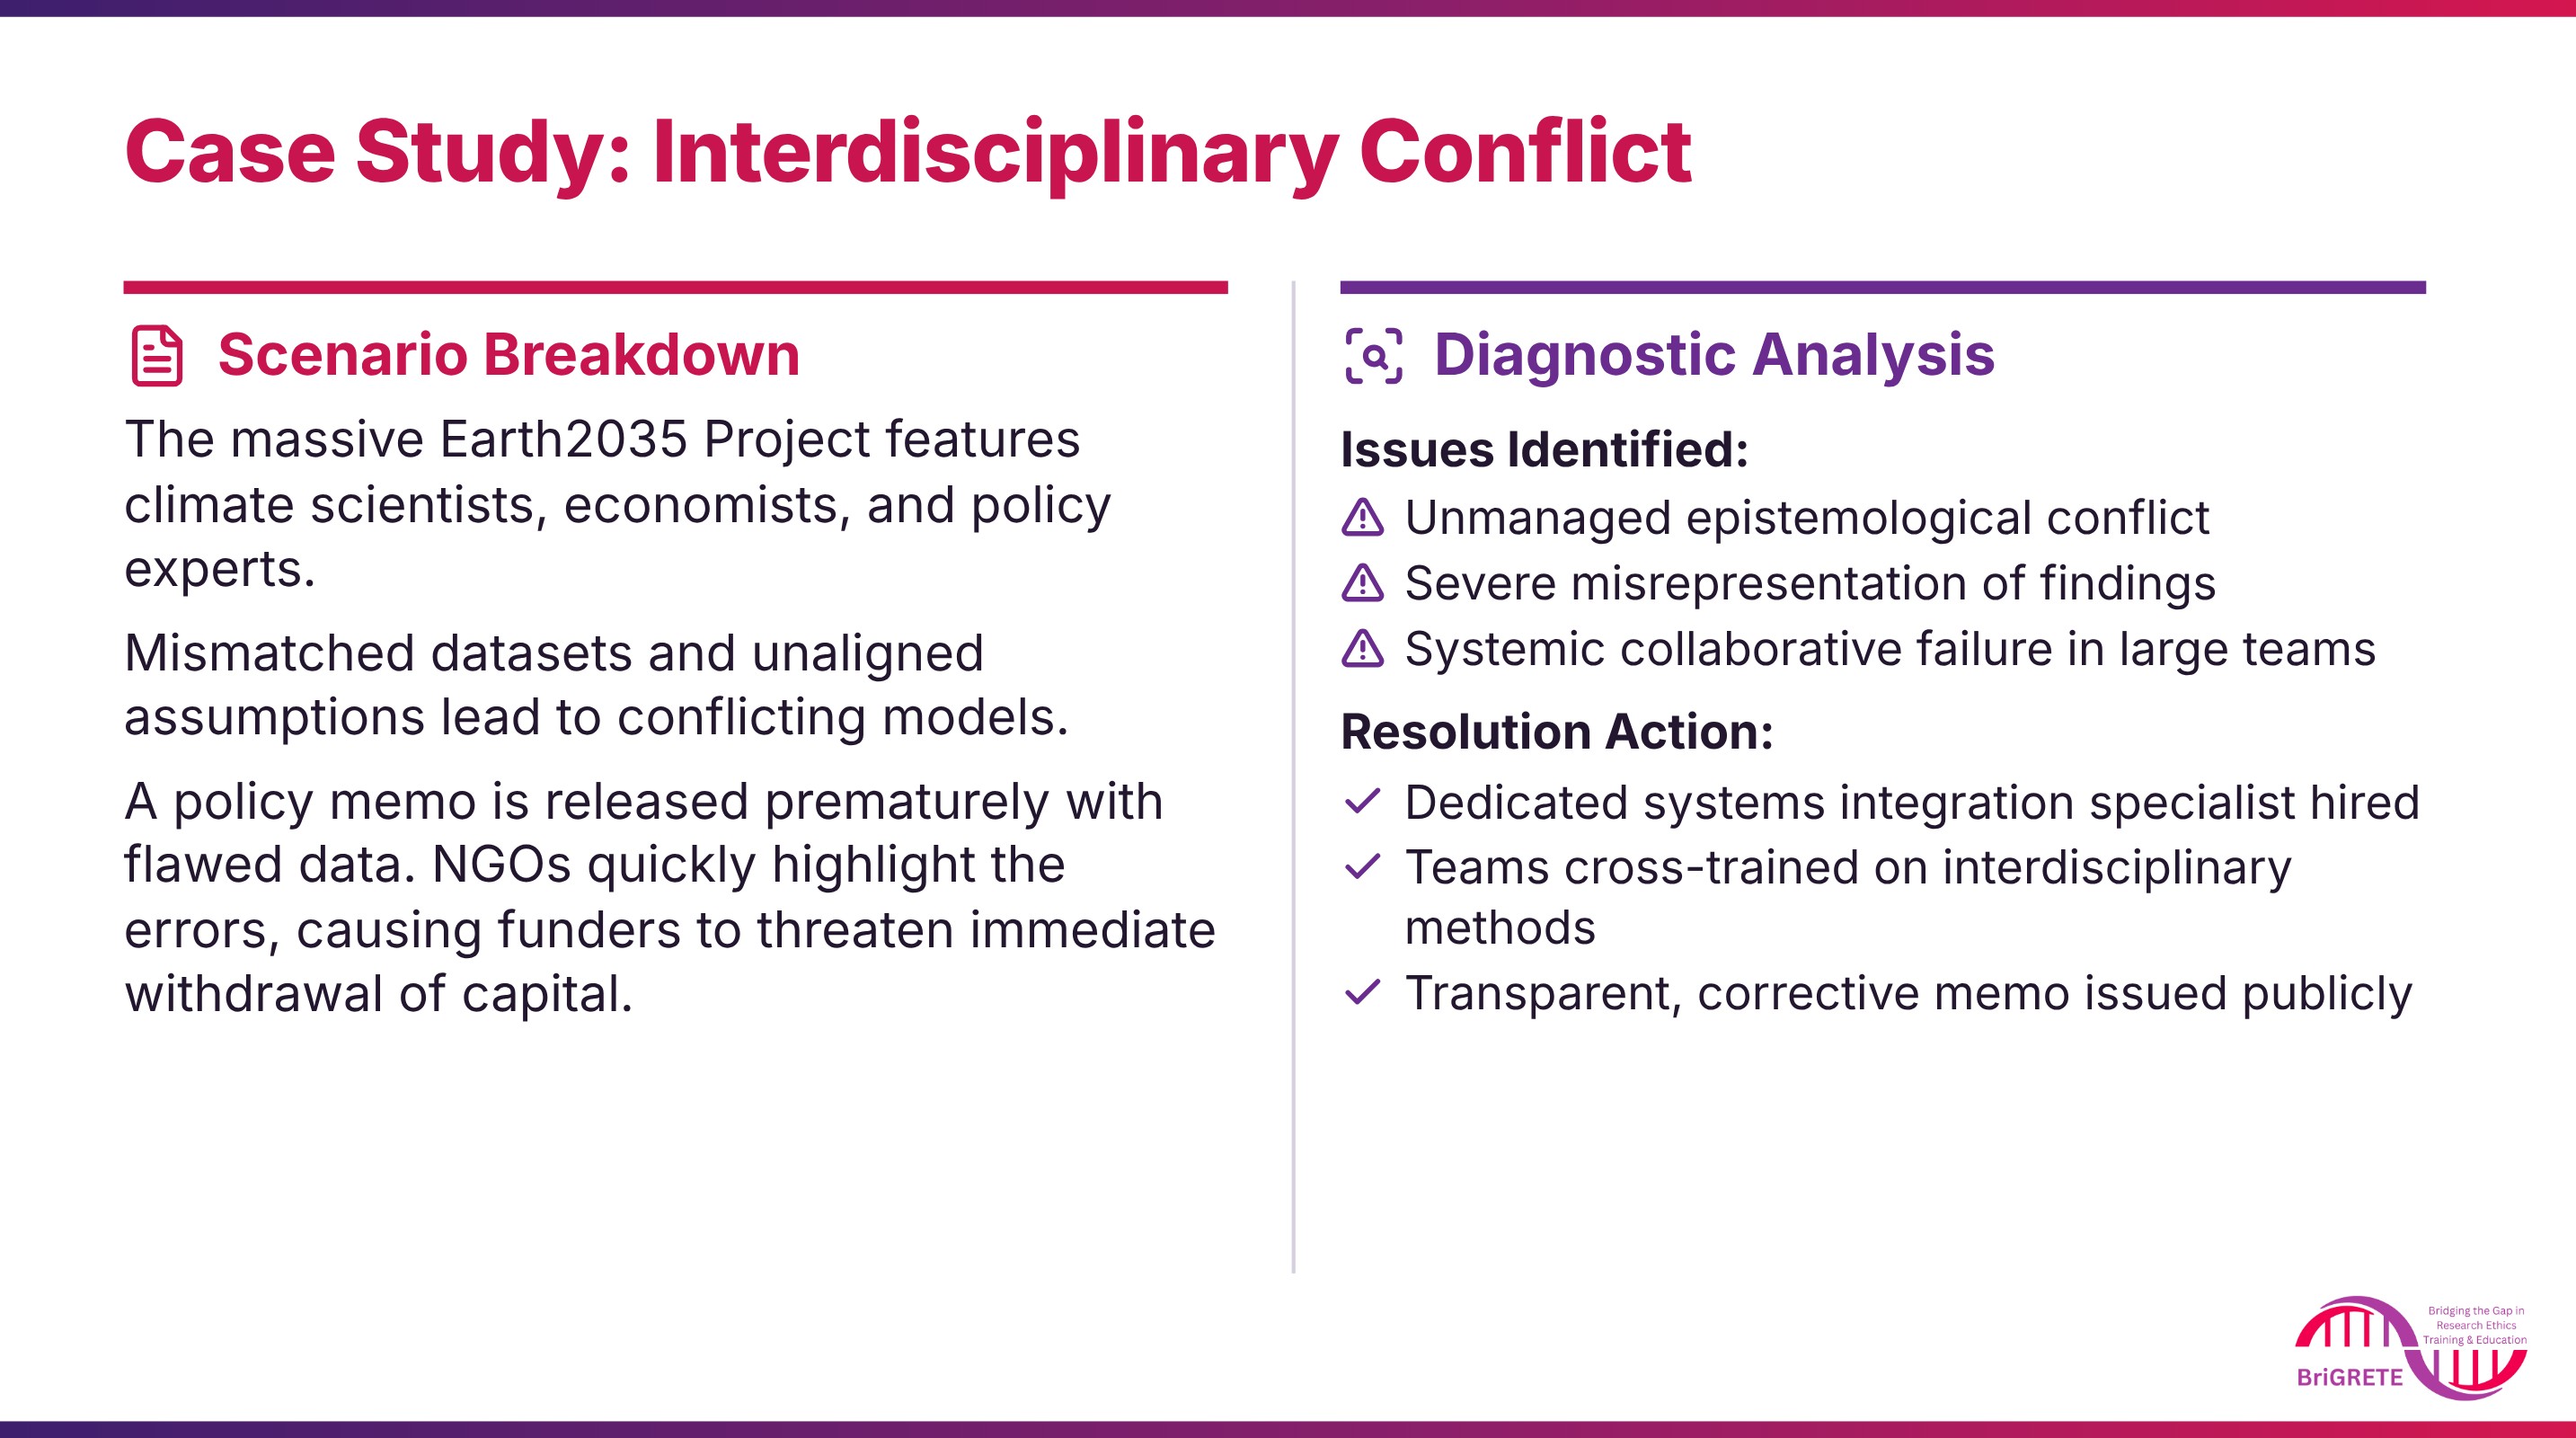 Case Study: Interdisciplinary Conflict
Scenario Breakdown
The massive Earth2035 Project features
climate scientists, economists, and policy
experts.
Mismatched datasets and unaligned
assumptions lead to conflicting models.
A policy memo is released prematurely with
flawed data. NGOs quickly highlight the
errors, causing funders to threaten immediate
withdrawal of capital.
Diagnostic Analysis
Issues Identified:
Unmanaged epistemological conflict
Severe misrepresentation of findings
Systemic collaborative failure in large teams
Resolution Action:
Dedicated systems integration specialist hired
Teams cross-trained on interdisciplinary
methods
Transparent, corrective memo issued publicly
Bridging the Gap in
Research Ethics
Training & Education
BriGRETE